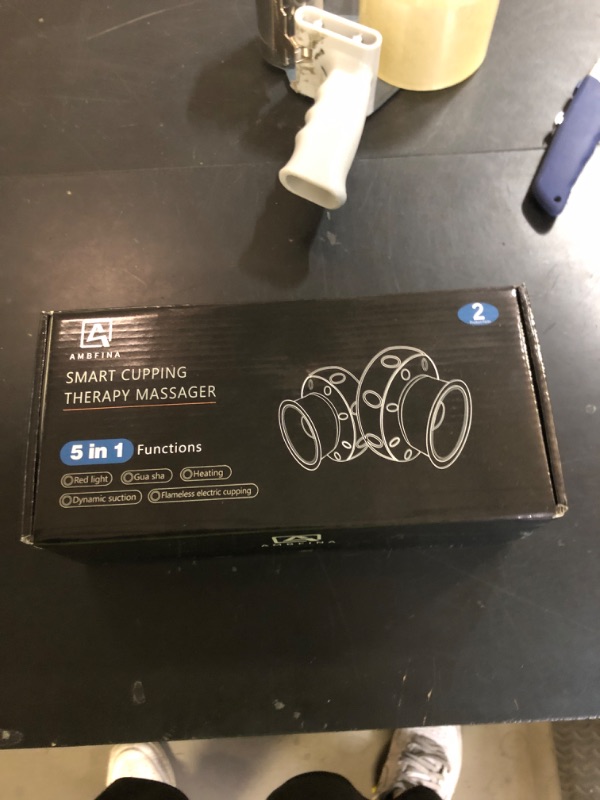 AMBFINA
SMART CUPPING
THERAPY MASSAGER
5 in 1 Functions
Red light
Gua sha
Heating
Dynamic suction
Flameless electric cupping
2
AMBFINA